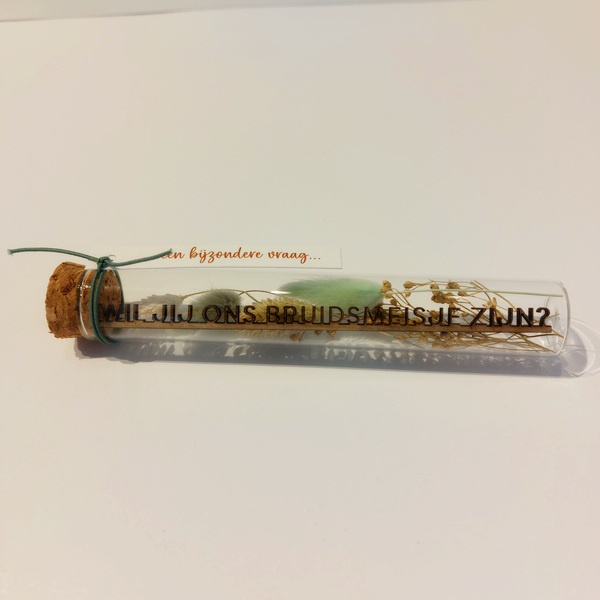 en bijzondere vraag...
WIL JIJ ONS BRUIDSMEISJE ZIJN?